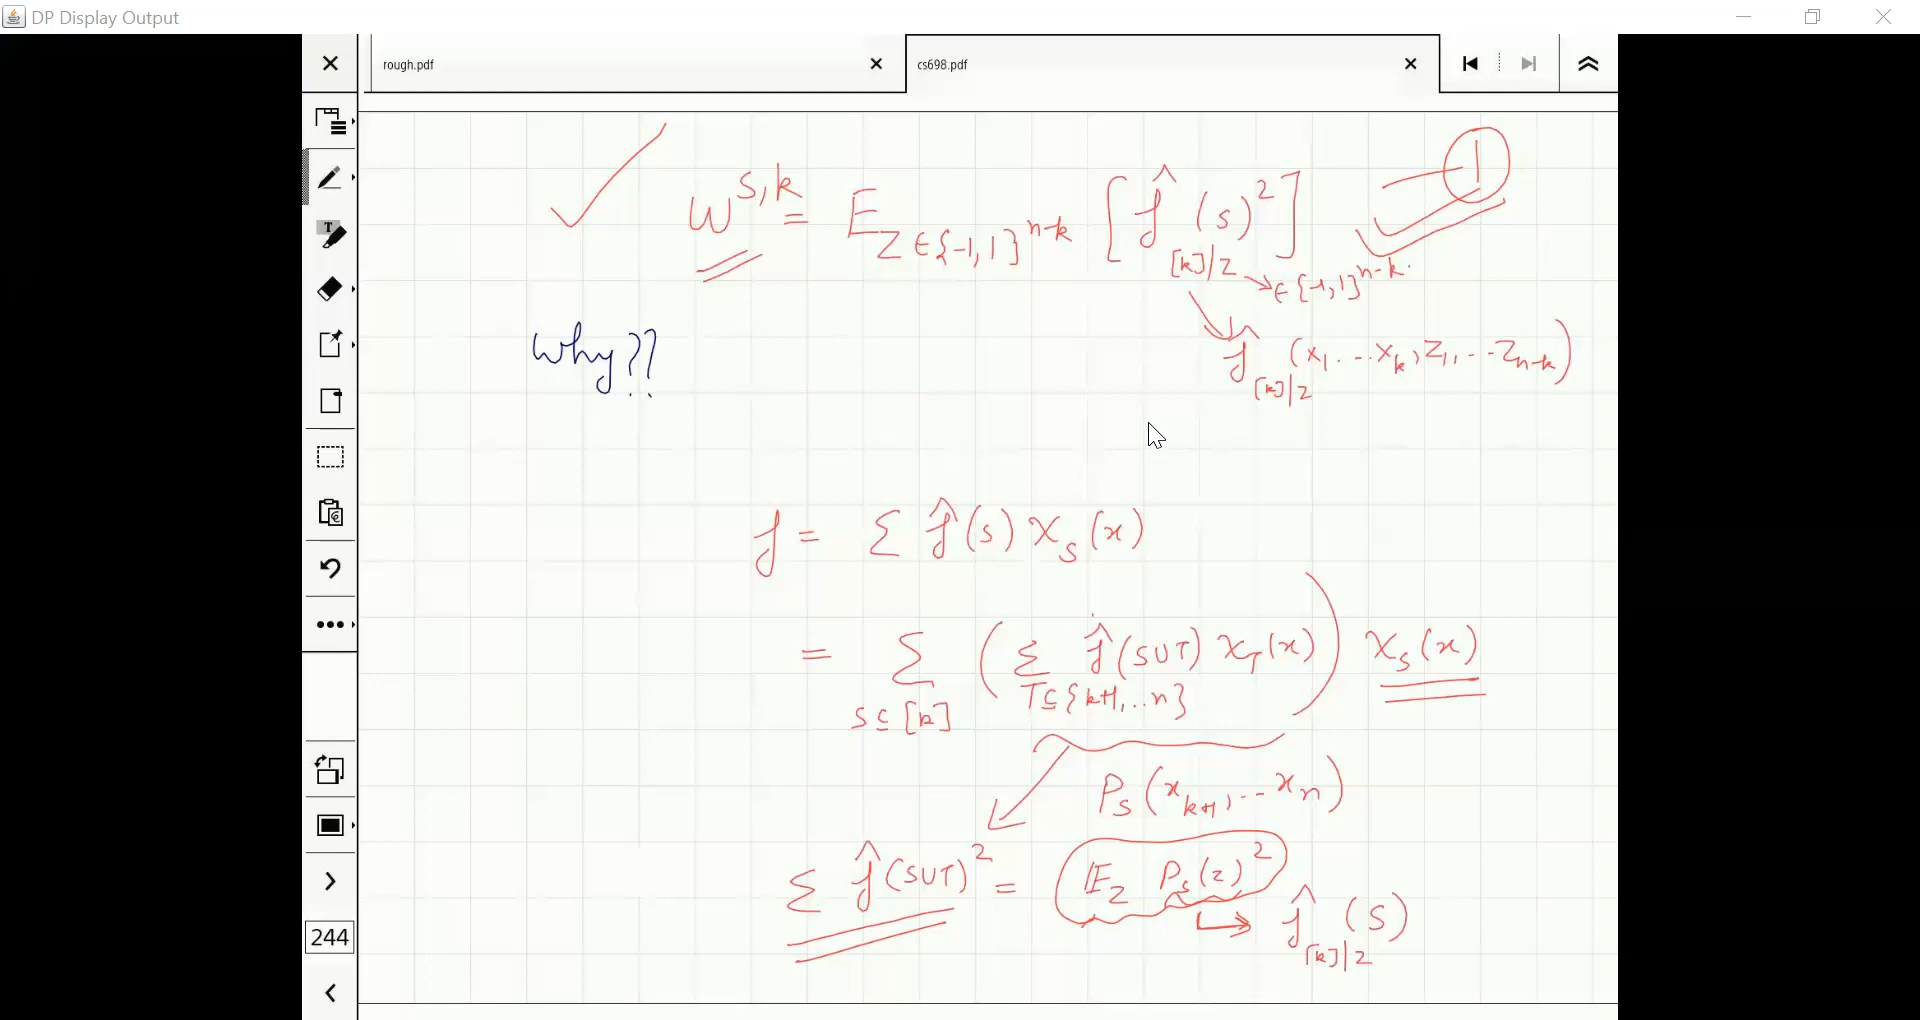 DP Display Output
rough.pdf
cs698.pdf
W^{S,k} = E_{Z ∈ {-1,1}^{n-k}} [ f̂_{[k]|Z} (S)^2 ] ①
→ ∈ {-1,1}^{n-k}.
Why??
f̂_{[k]|Z} (x_1 ... x_k, Z_1, ... Z_{n-k})
f = Σ f̂(S) χ_S(x)
= Σ_{S ⊆ [k]} ( Σ_{T ⊆ {k+1,..n}} f̂(S∪T) χ_T(x) ) χ_S(x)
P_S (x_{k+1}, ... x_n)
Σ f̂(S∪T)^2 = E_Z P_S(z)^2
↳ f̂_{[k]|Z} (S)
244